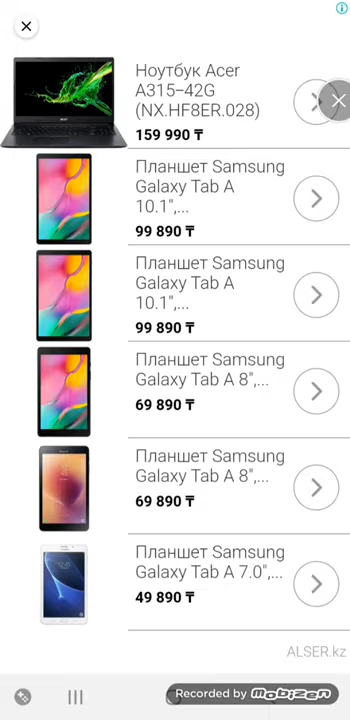 Ноутбук Acer
A315-42G
(NX.HF8ER.028)
159 990 ₸
Планшет Samsung
Galaxy Tab A
10.1",...
99 890 ₸
Планшет Samsung
Galaxy Tab A
10.1",...
99 890 ₸
Планшет Samsung
Galaxy Tab A 8",...
69 890 ₸
Планшет Samsung
Galaxy Tab A 8",...
69 890 ₸
Планшет Samsung
Galaxy Tab A 7.0",...
49 890 ₸
ALSER.kz
Recorded by Mobizen